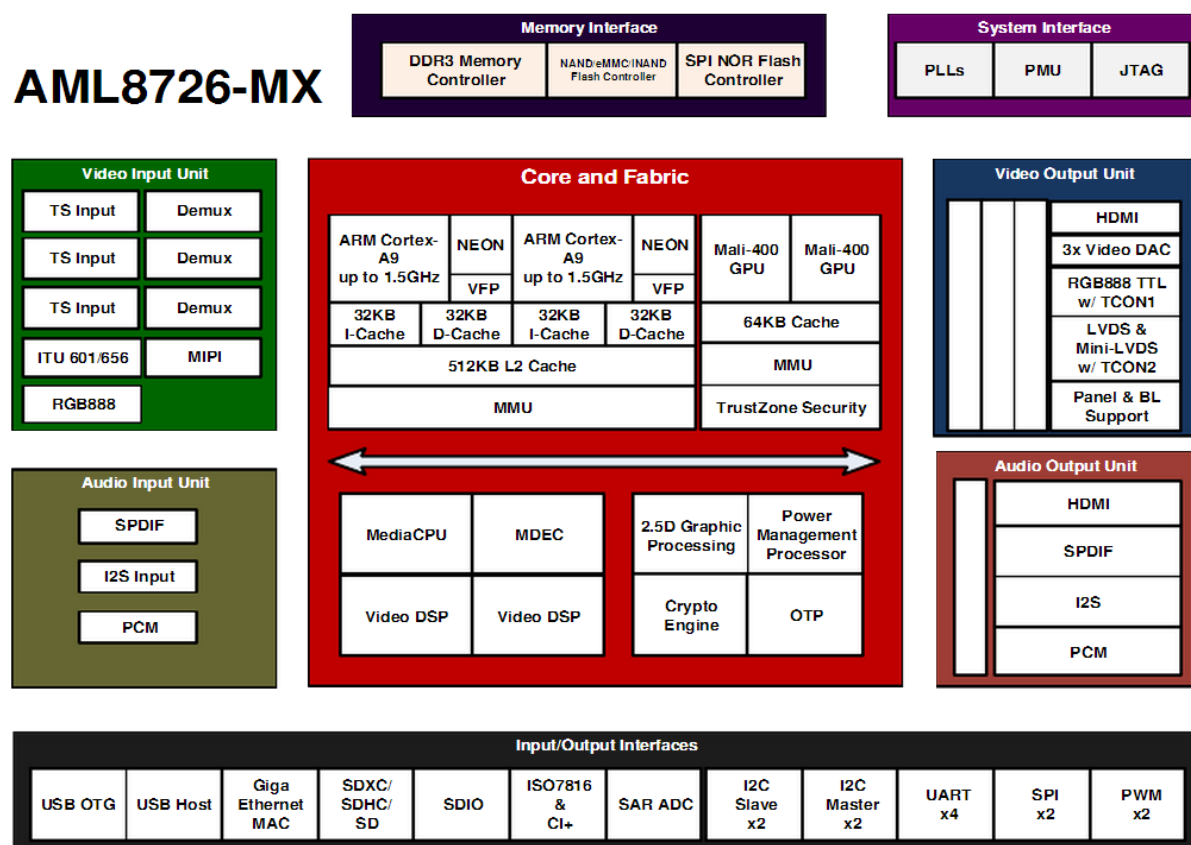 AML8726-MX
Memory Interface
DDR3 Memory
Controller
NAND/eMMC/INAND
Flash Controller
SPI NOR Flash
Controller
System Interface
PLLs
PMU
JTAG
Video Input Unit
TS Input
Demux
TS Input
Demux
TS Input
Demux
ITU 601/656
MIPI
RGB888
Core and Fabric
ARM Cortex-
A9
up to 1.5GHz
NEON
VFP
ARM Cortex-
A9
up to 1.5GHz
NEON
VFP
32KB
I-Cache
32KB
D-Cache
32KB
I-Cache
32KB
D-Cache
512KB L2 Cache
MMU
Mali-400
GPU
Mali-400
GPU
64KB Cache
MMU
TrustZone Security
MediaCPU
MDEC
Video DSP
Video DSP
2.5D Graphic
Processing
Power
Management
Processor
Crypto
Engine
OTP
Video Output Unit
HDMI
3x Video DAC
RGB888 TTL
w/ TCON1
LVDS &
Mini-LVDS
w/ TCON2
Panel & BL
Support
Audio Input Unit
SPDIF
I2S Input
PCM
Audio Output Unit
HDMI
SPDIF
I2S
PCM
Input/Output Interfaces
USB OTG
USB Host
Giga
Ethernet
MAC
SDXC/
SDHC/
SD
SDIO
ISO7816
&
CI+
SAR ADC
I2C
Slave
x2
I2C
Master
x2
UART
x4
SPI
x2
PWM
x2